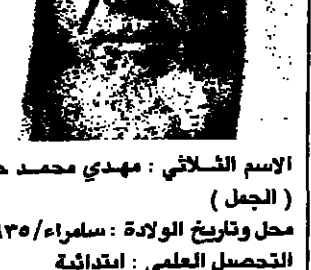 الاسم الثلاثي : مهدي محمد
( الجمل )
محل وتاريخ الولادة : سامراء/
التحصيل العلمي : ابتدائية